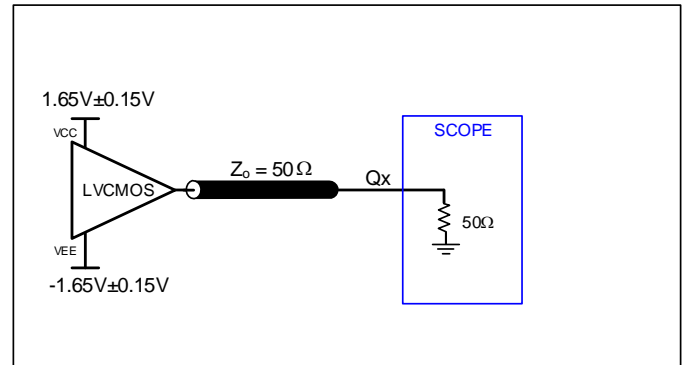 1.65V±0.15V
SCOPE
VCC
LVCMOS
Zo = 50Ω
Qx
50Ω
VEE
-1.65V±0.15V